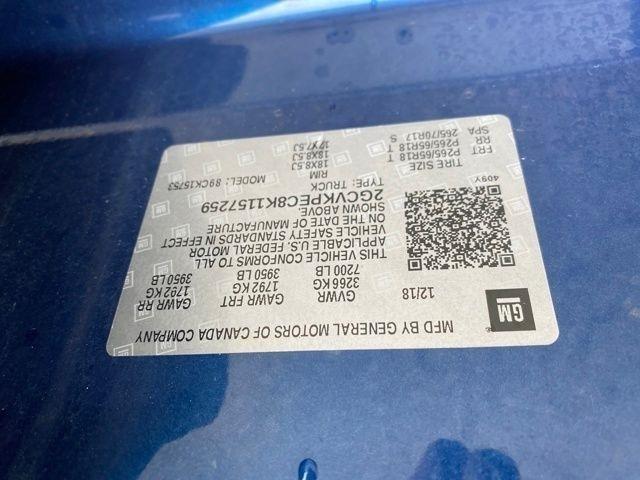 GM
MFD BY GENERAL MOTORS OF CANADA COMPANY
12/18 GVWR GAWR FRT GAWR RR
3266 KG 1792 KG 1792 KG
7200 LB 3950 LB 3950 LB
THIS VEHICLE CONFORMS TO ALL
APPLICABLE U.S. FEDERAL MOTOR
VEHICLE SAFETY STANDARDS IN EFFECT
ON THE DATE OF MANUFACTURE
SHOWN ABOVE.
2GCVKPEC8K1157259
TYPE: TRUCK MODEL: 89CK15753
409Y
TIRE SIZE RIM
FRT P265/65R18 T 18X8.5J
RR P265/65R18 T 18X8.5J
SPA 265/70R17 S 17X7.5J